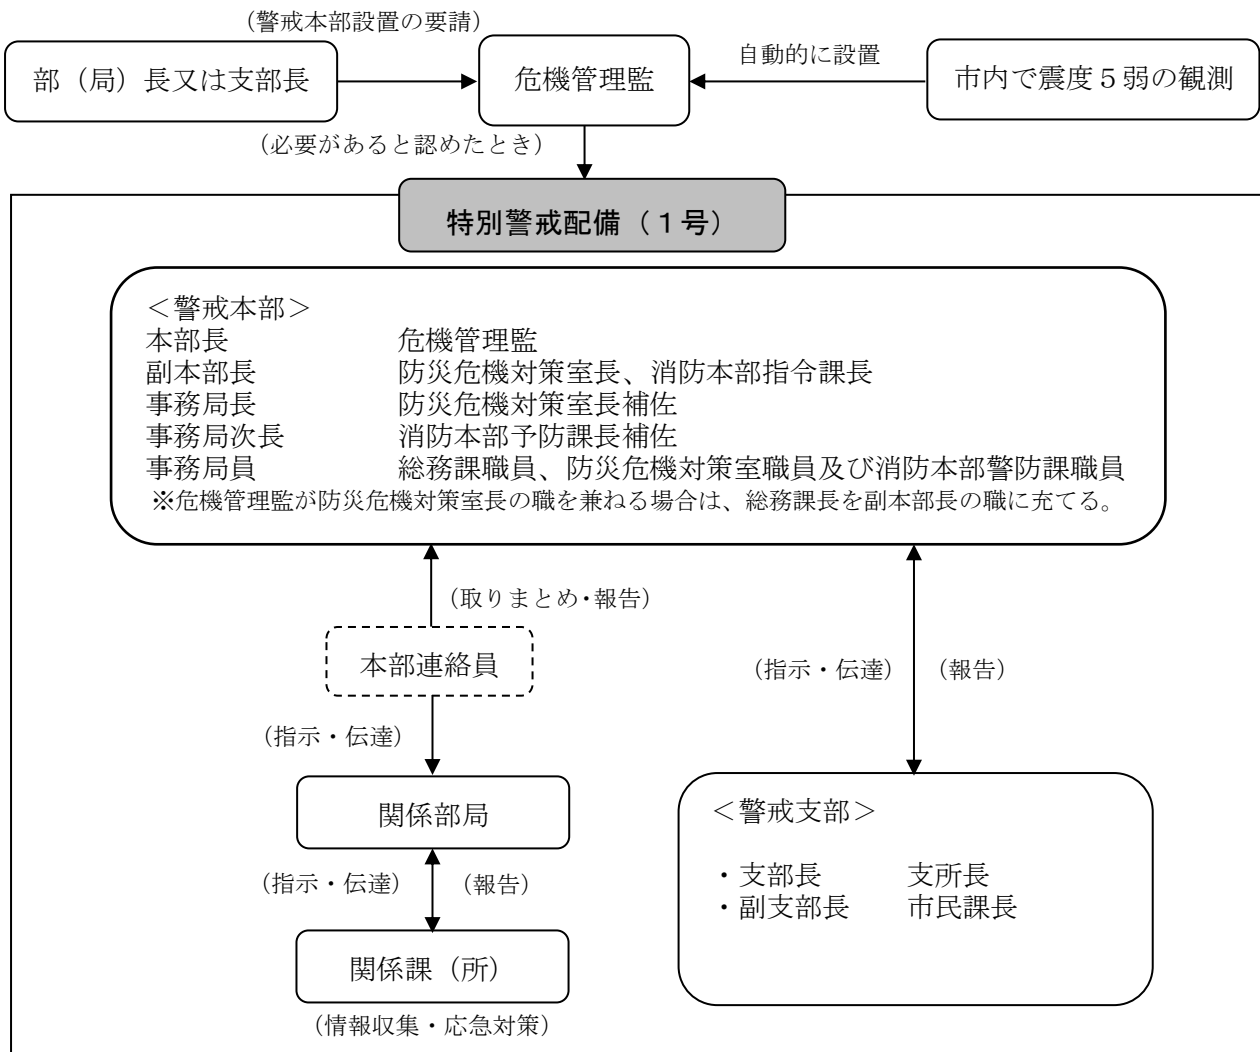 （警戒本部設置の要請）
部（局）長又は支部長
危機管理監
自動的に設置
市内で震度５弱の観測
（必要があると認めたとき）
特別警戒配備（１号）
＜警戒本部＞
本部長 危機管理監
副本部長 防災危機対策室長、消防本部指令課長
事務局長 防災危機対策室長補佐
事務局次長 消防本部予防課長補佐
事務局員 総務課職員、防災危機対策室職員及び消防本部警防課職員
※危機管理監が防災危機対策室長の職を兼ねる場合は、総務課長を副本部長の職に充てる。
（取りまとめ・報告）
本部連絡員
（指示・伝達）
関係部局
（指示・伝達） （報告）
関係課（所）
（情報収集・応急対策）
（指示・伝達） （報告）
＜警戒支部＞
・支部長 支所長
・副支部長 市民課長